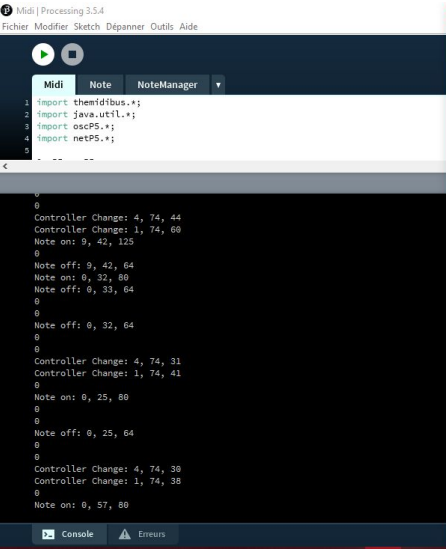 Midi | Processing 3.5.4
Fichier Modifier Sketch Dépanner Outils Aide
Midi Note NoteManager ▼
1 import themidibus.*;
2 import java.util.*;
3 import oscP5.*;
4 import netP5.*;
5
0
0
Controller Change: 4, 74, 44
Controller Change: 1, 74, 60
Note on: 9, 42, 125
0
Note off: 9, 42, 64
Note on: 0, 32, 80
Note off: 0, 33, 64
0
0
Note off: 0, 32, 64
0
0
Controller Change: 4, 74, 31
Controller Change: 1, 74, 41
0
Note on: 0, 25, 80
0
0
Note off: 0, 25, 64
0
0
Controller Change: 4, 74, 30
Controller Change: 1, 74, 38
0
Note on: 0, 57, 80
Console Erreurs